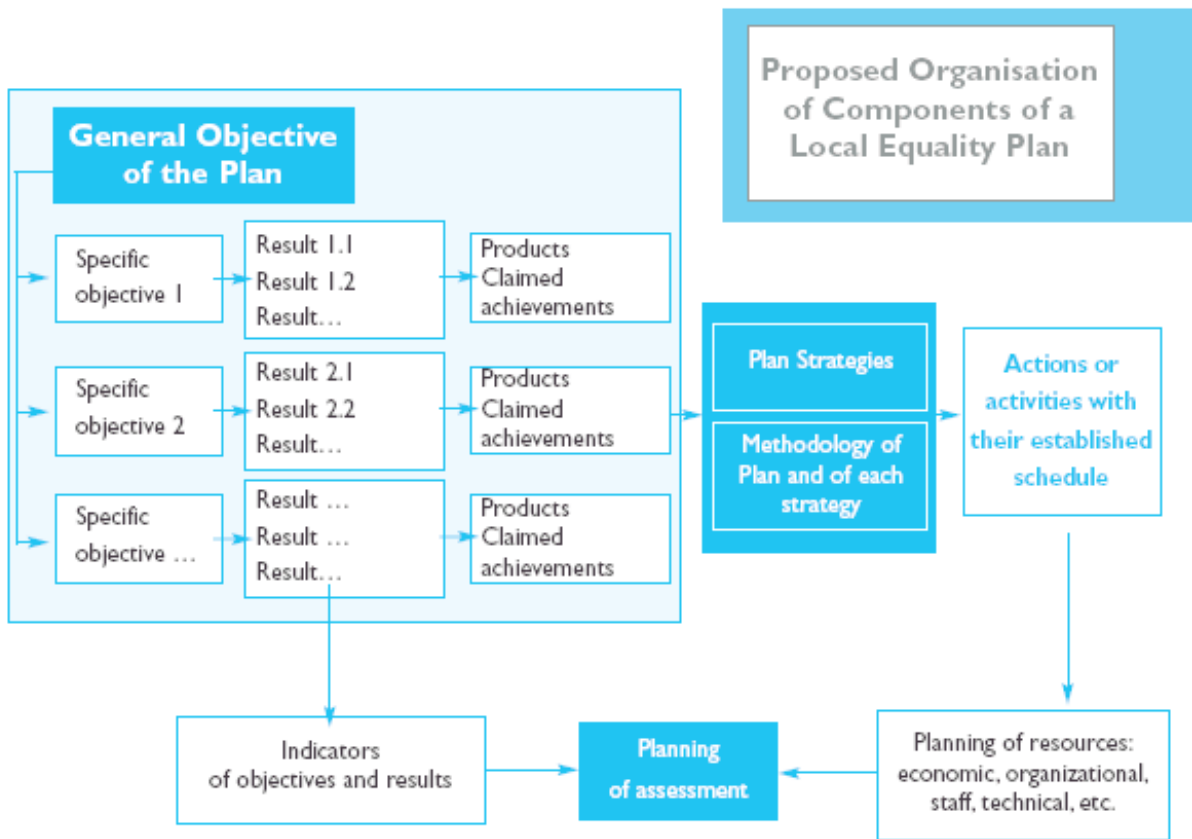 Proposed Organisation
of Components of a
Local Equality Plan
General Objective
of the Plan
Specific
objective 1
Result 1.1
Result 1.2
Result…
Products
Claimed
achievements
Specific
objective 2
Result 2.1
Result 2.2
Result…
Products
Claimed
achievements
Specific
objective …
Result …
Result …
Result…
Products
Claimed
achievements
Plan Strategies
Methodology of
Plan and of each
strategy
Actions or
activities with
their established
schedule
Indicators
of objectives and results
Planning
of assessment
Planning of resources:
economic, organizational,
staff, technical, etc.